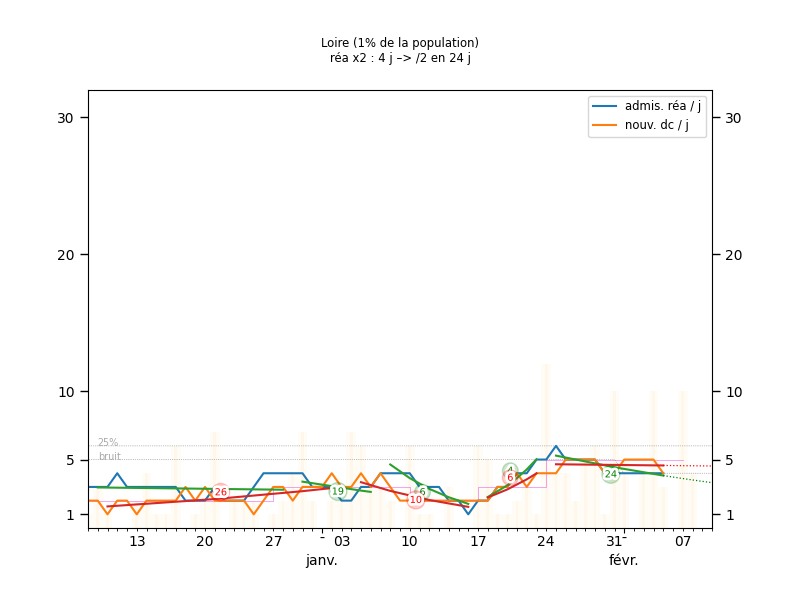 Loire (1% de la population)
réa x2 : 4 j –> /2 en 24 j
admis. réa / j
nouv. dc / j
30 30
20 20
10 10
25%
bruit
5 5
4
6
24
26
19
6
10
1 1
13 20 27 - 03 10 17 24 31 - 07
janv. févr.